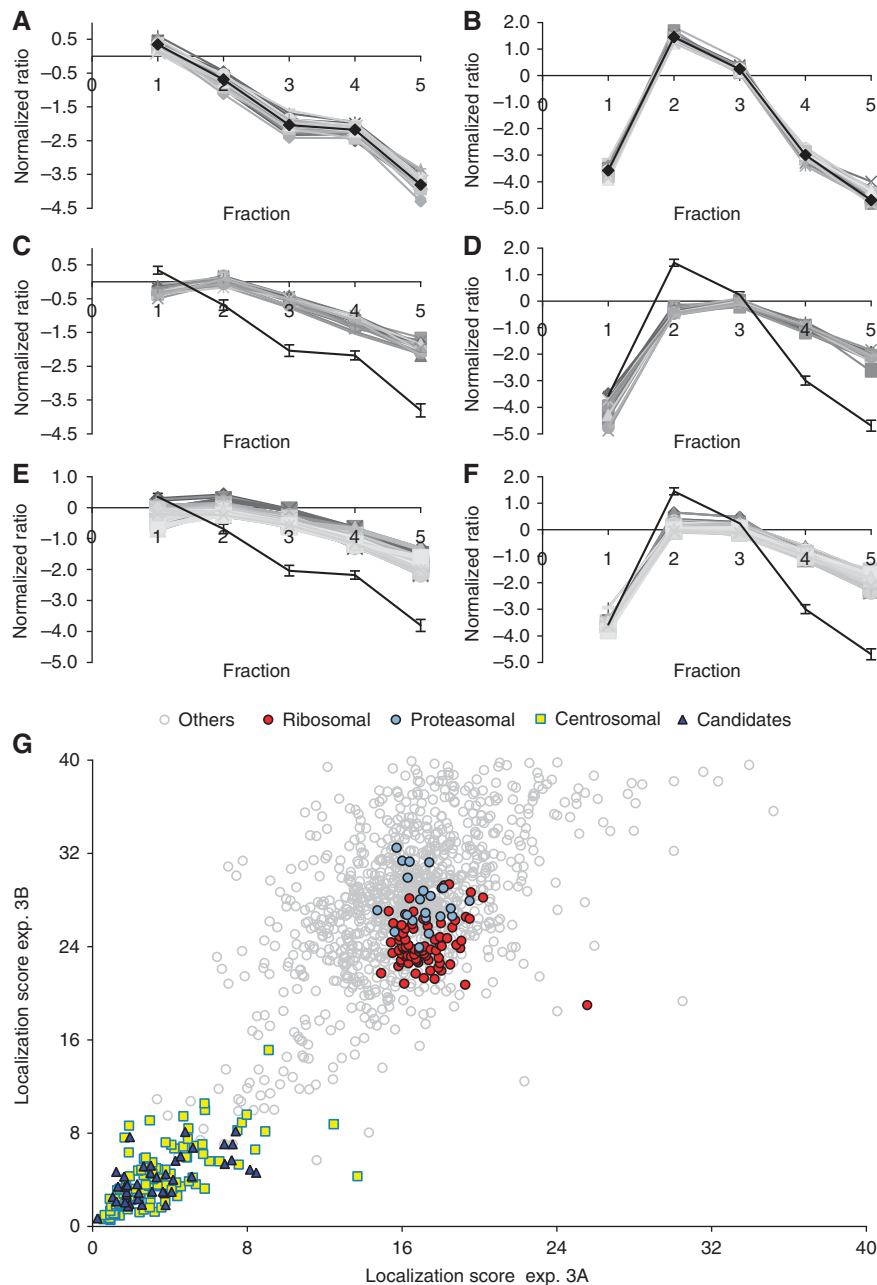 A
Normalized ratio
0.5
–0.5
–1.5
–2.5
–3.5
–4.5
0 1 2 3 4 5
Fraction
B
Normalized ratio
2.0
1.0
0
–1.0
–2.0
–3.0
–4.0
–5.0
0 1 2 3 4 5
Fraction
C
Normalized ratio
0.5
–0.5
–1.5
–2.5
–3.5
–4.5
0 1 2 3 4 5
Fraction
D
Normalized ratio
2.0
1.0
0
–1.0
–2.0
–3.0
–4.0
–5.0
0 1 2 3 4 5
Fraction
E
Normalized ratio
1.0
0.0
–1.0
–2.0
–3.0
–4.0
–5.0
0 1 2 3 4 5
Fraction
F
Normalized ratio
2.0
1.0
0
–1.0
–2.0
–3.0
–4.0
–5.0
0 1 2 3 4 5
Fraction
Others Ribosomal Proteasomal Centrosomal Candidates
G
Localization score exp. 3B
40
32
24
16
8
0
0 8 16 24 32 40
Localization score exp. 3A